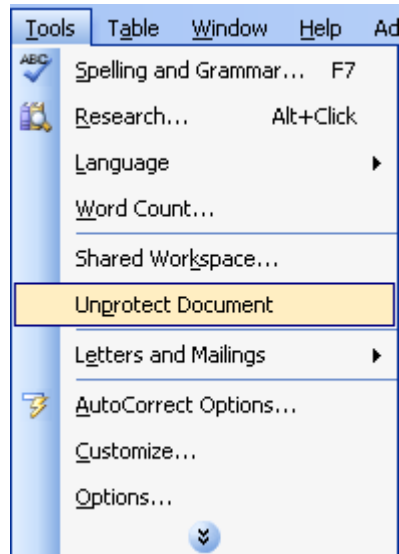 Tools Table Window Help Ad
ABC
Spelling and Grammar... F7
Research... Alt+Click
Language
Word Count...
Shared Workspace...
Unprotect Document
Letters and Mailings
AutoCorrect Options...
Customize...
Options...